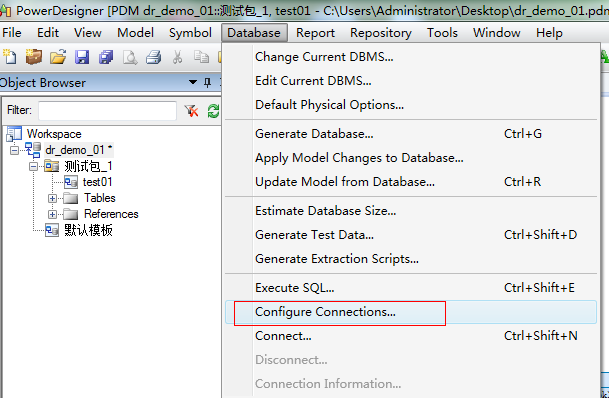 PowerDesigner [PDM dr_demo_01::测试包_1, test01 - C:\Users\Administrator\Desktop\dr_demo_01.pdm
File Edit View Model Symbol Database Report Repository Tools Window Help
Object Browser
Filter:
Workspace
dr_demo_01 *
测试包_1
test01
Tables
References
默认模板
Change Current DBMS...
Edit Current DBMS...
Default Physical Options...
Generate Database... Ctrl+G
Apply Model Changes to Database...
Update Model from Database... Ctrl+R
Estimate Database Size...
Generate Test Data... Ctrl+Shift+D
Generate Extraction Scripts...
Execute SQL... Ctrl+Shift+E
Configure Connections...
Connect... Ctrl+Shift+N
Disconnect...
Connection Information...